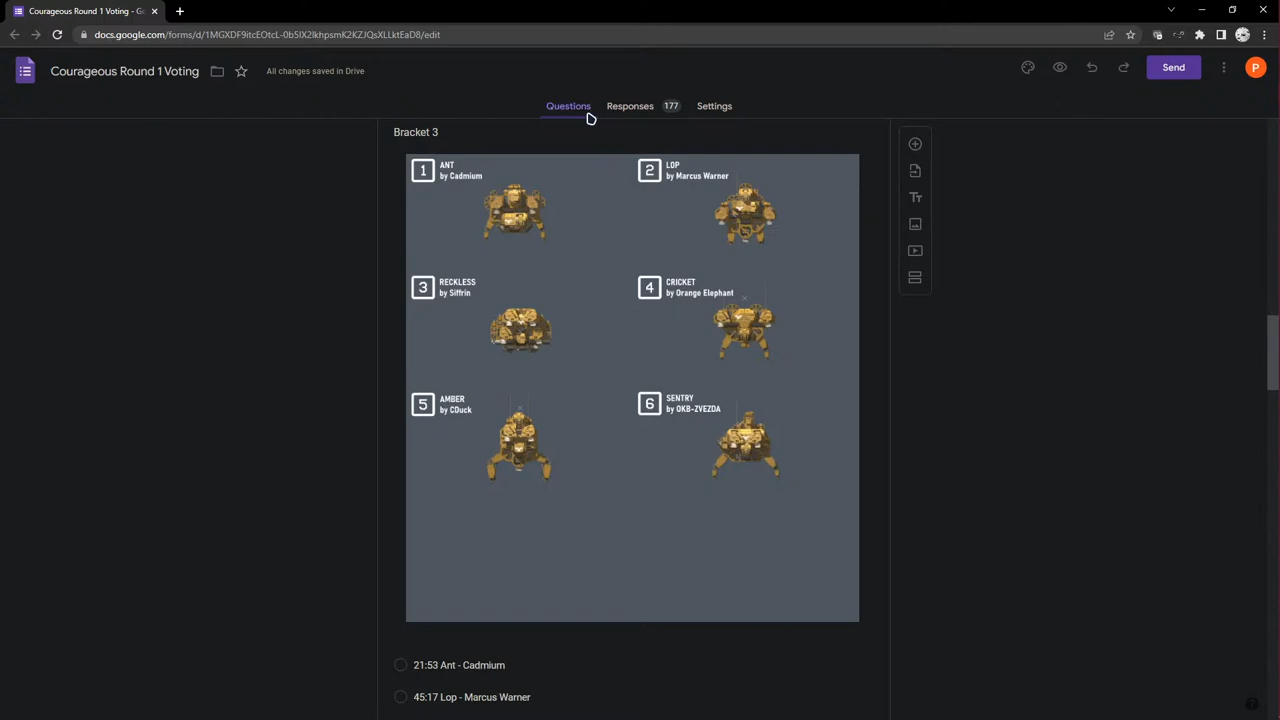 Courageous Round 1 Voting - Go
docs.google.com/forms/d/1MGXDF9itcEOtcL-0b5IX2IkhpsmK2KZJQsXLLktEaD8/edit
Courageous Round 1 Voting
All changes saved in Drive
Send
P
Questions
Responses 177
Settings
Bracket 3
1 ANT
by Cadmium
2 LOP
by Marcus Warner
3 RECKLESS
by Siffrin
4 CRICKET
by Orange Elephant
5 AMBER
by CDuck
6 SENTRY
by OKB-ZVEZDA
Tt
21:53 Ant - Cadmium
45:17 Lop - Marcus Warner